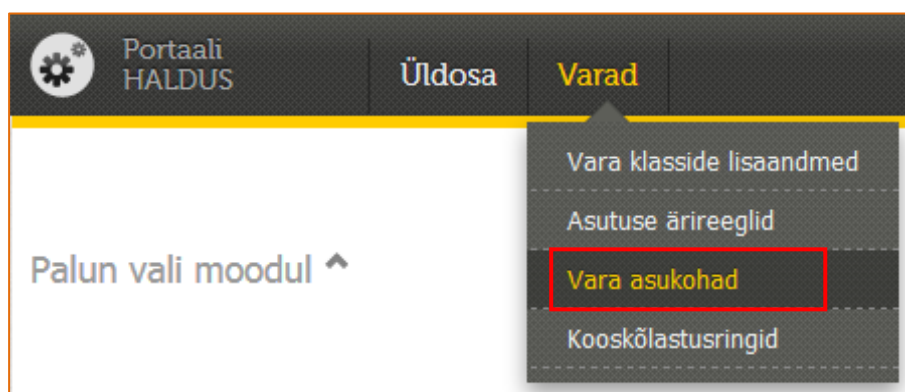 Portaali
HALDUS
Üldosa
Varad
Vara klasside lisaandmed
Asutuse ärireeglid
Vara asukohad
Kooskõlastusringid
Palun vali moodul